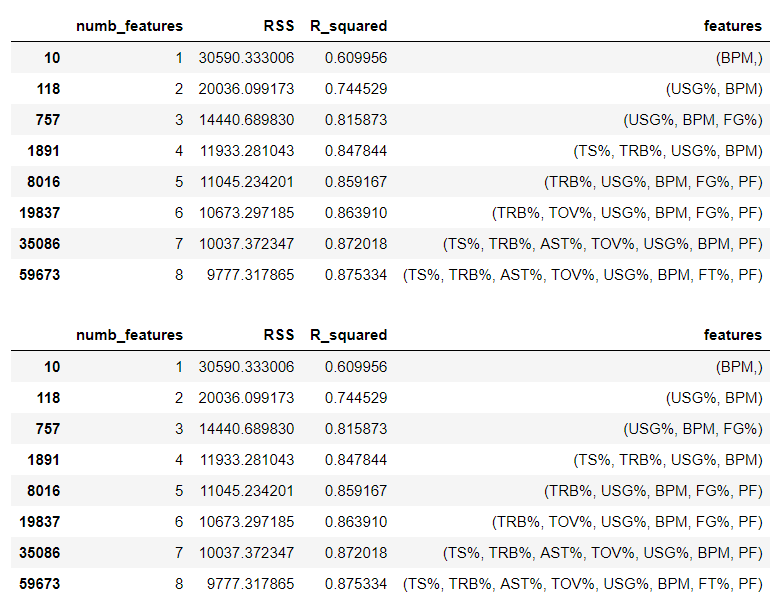 numb_features RSS R_squared features
10 1 30590.333006 0.609956 (BPM,)
118 2 20036.099173 0.744529 (USG%, BPM)
757 3 14440.689830 0.815873 (USG%, BPM, FG%)
1891 4 11933.281043 0.847844 (TS%, TRB%, USG%, BPM)
8016 5 11045.234201 0.859167 (TRB%, USG%, BPM, FG%, PF)
19837 6 10673.297185 0.863910 (TRB%, TOV%, USG%, BPM, FG%, PF)
35086 7 10037.372347 0.872018 (TS%, TRB%, AST%, TOV%, USG%, BPM, PF)
59673 8 9777.317865 0.875334 (TS%, TRB%, AST%, TOV%, USG%, BPM, FT%, PF)
numb_features RSS R_squared features
10 1 30590.333006 0.609956 (BPM,)
118 2 20036.099173 0.744529 (USG%, BPM)
757 3 14440.689830 0.815873 (USG%, BPM, FG%)
1891 4 11933.281043 0.847844 (TS%, TRB%, USG%, BPM)
8016 5 11045.234201 0.859167 (TRB%, USG%, BPM, FG%, PF)
19837 6 10673.297185 0.863910 (TRB%, TOV%, USG%, BPM, FG%, PF)
35086 7 10037.372347 0.872018 (TS%, TRB%, AST%, TOV%, USG%, BPM, PF)
59673 8 9777.317865 0.875334 (TS%, TRB%, AST%, TOV%, USG%, BPM, FT%, PF)